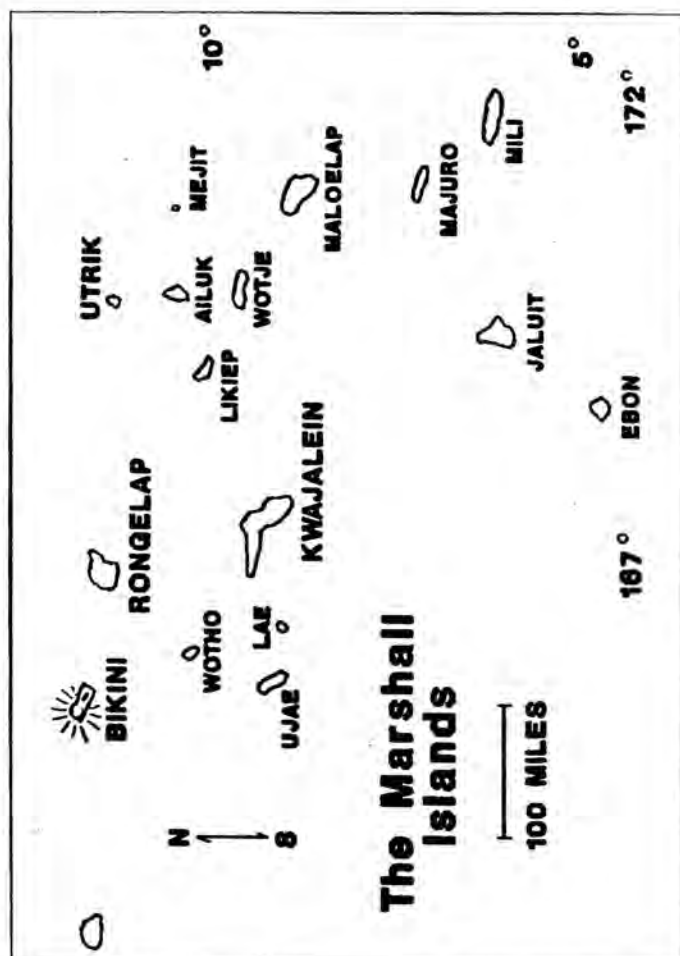 BIKINI
RONGELAP
UTRIK
N
S
WOTHO
LIKIEP
AILUK
MEJIT
10°
UJAE
LAE
KWAJALEIN
WOTJE
MALOELAP
The Marshall
Islands
MAJURO
JALUIT
MILI
100 MILES
EBON
5°
167°
172°